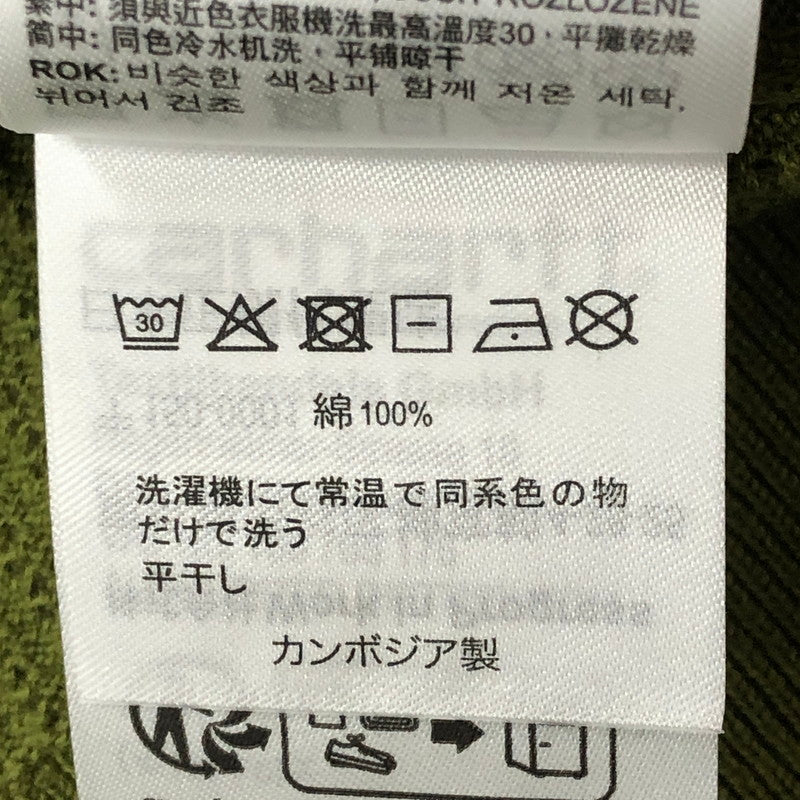 ROZLOZENE
繁中: 須與近色衣服機洗最高溫度30，平攤乾燥
简中: 同色冷水机洗，平铺晾干
ROK: 비슷한 색상과 함께 저온 세탁,
뉘어서 건조
30
綿 100%
洗濯機にて常温で同系色の物
だけで洗う
平干し
カンボジア製